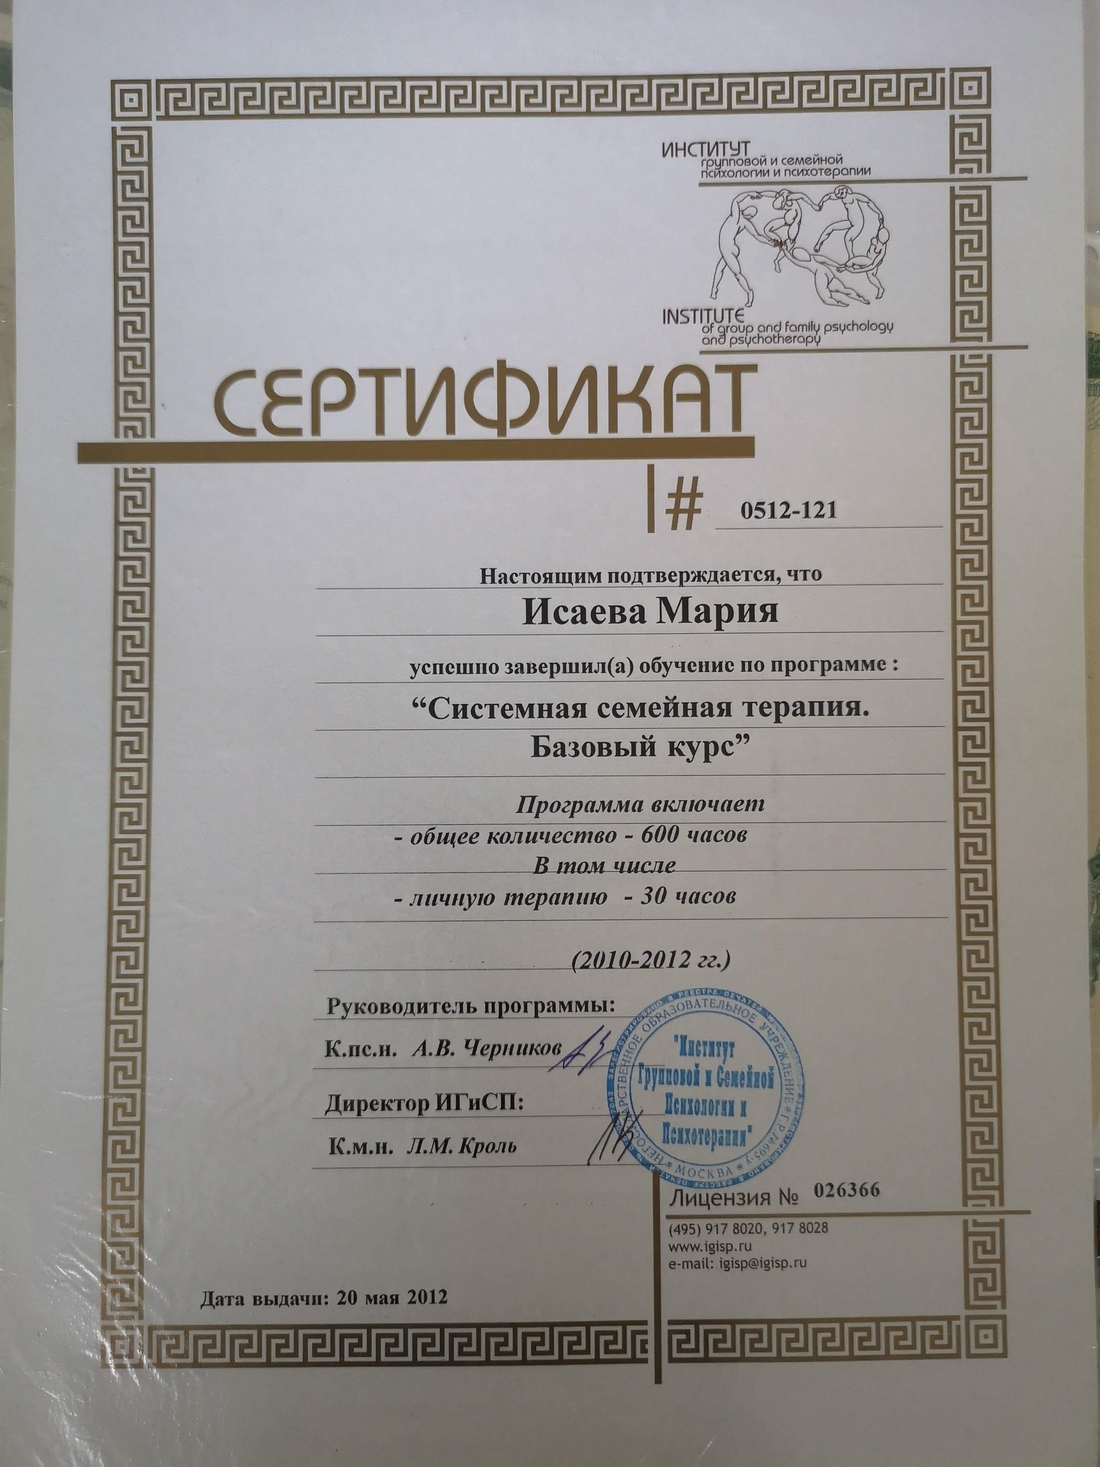 ИНСТИТУТ
групповой и семейной
психологии и психотерапии
INSTITUTE
of group and family psychology
and psychotherapy
СЕРТИФИКАТ
# 0512-121
Настоящим подтверждается, что
Исаева Мария
успешно завершил(а) обучение по программе :
“Системная семейная терапия.
Базовый курс”
Программа включает
- общее количество - 600 часов
В том числе
- личную терапию - 30 часов
(2010-2012 гг.)
Руководитель программы:
К.пс.н. А.В. Черников
Директор ИГиСП:
К.м.н. Л.М. Кроль
НЕГОСУДАРСТВЕННОЕ ОБРАЗОВАТЕЛЬНОЕ УЧРЕЖДЕНИЕ
"Институт
Групповой и Семейной
Психологии и
Психотерапии"
* МОСКВА *
Лицензия № 026366
(495) 917 8020, 917 8028
www.igisp.ru
e-mail: igisp@igisp.ru
Дата выдачи: 20 мая 2012